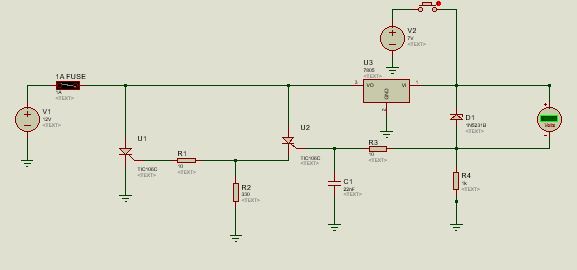 V2
7V
<TEXT>
U3
7805
<TEXT>
3
VO
VI
1
GND
2
1A FUSE
1A
<TEXT>
V1
12V
<TEXT>
D1
1N5231B
<TEXT>
+
Volts
-
U1
TIC106C
<TEXT>
R1
10
<TEXT>
U2
TIC106C
<TEXT>
R3
10
<TEXT>
R2
330
<TEXT>
C1
22nF
<TEXT>
R4
1k
<TEXT>